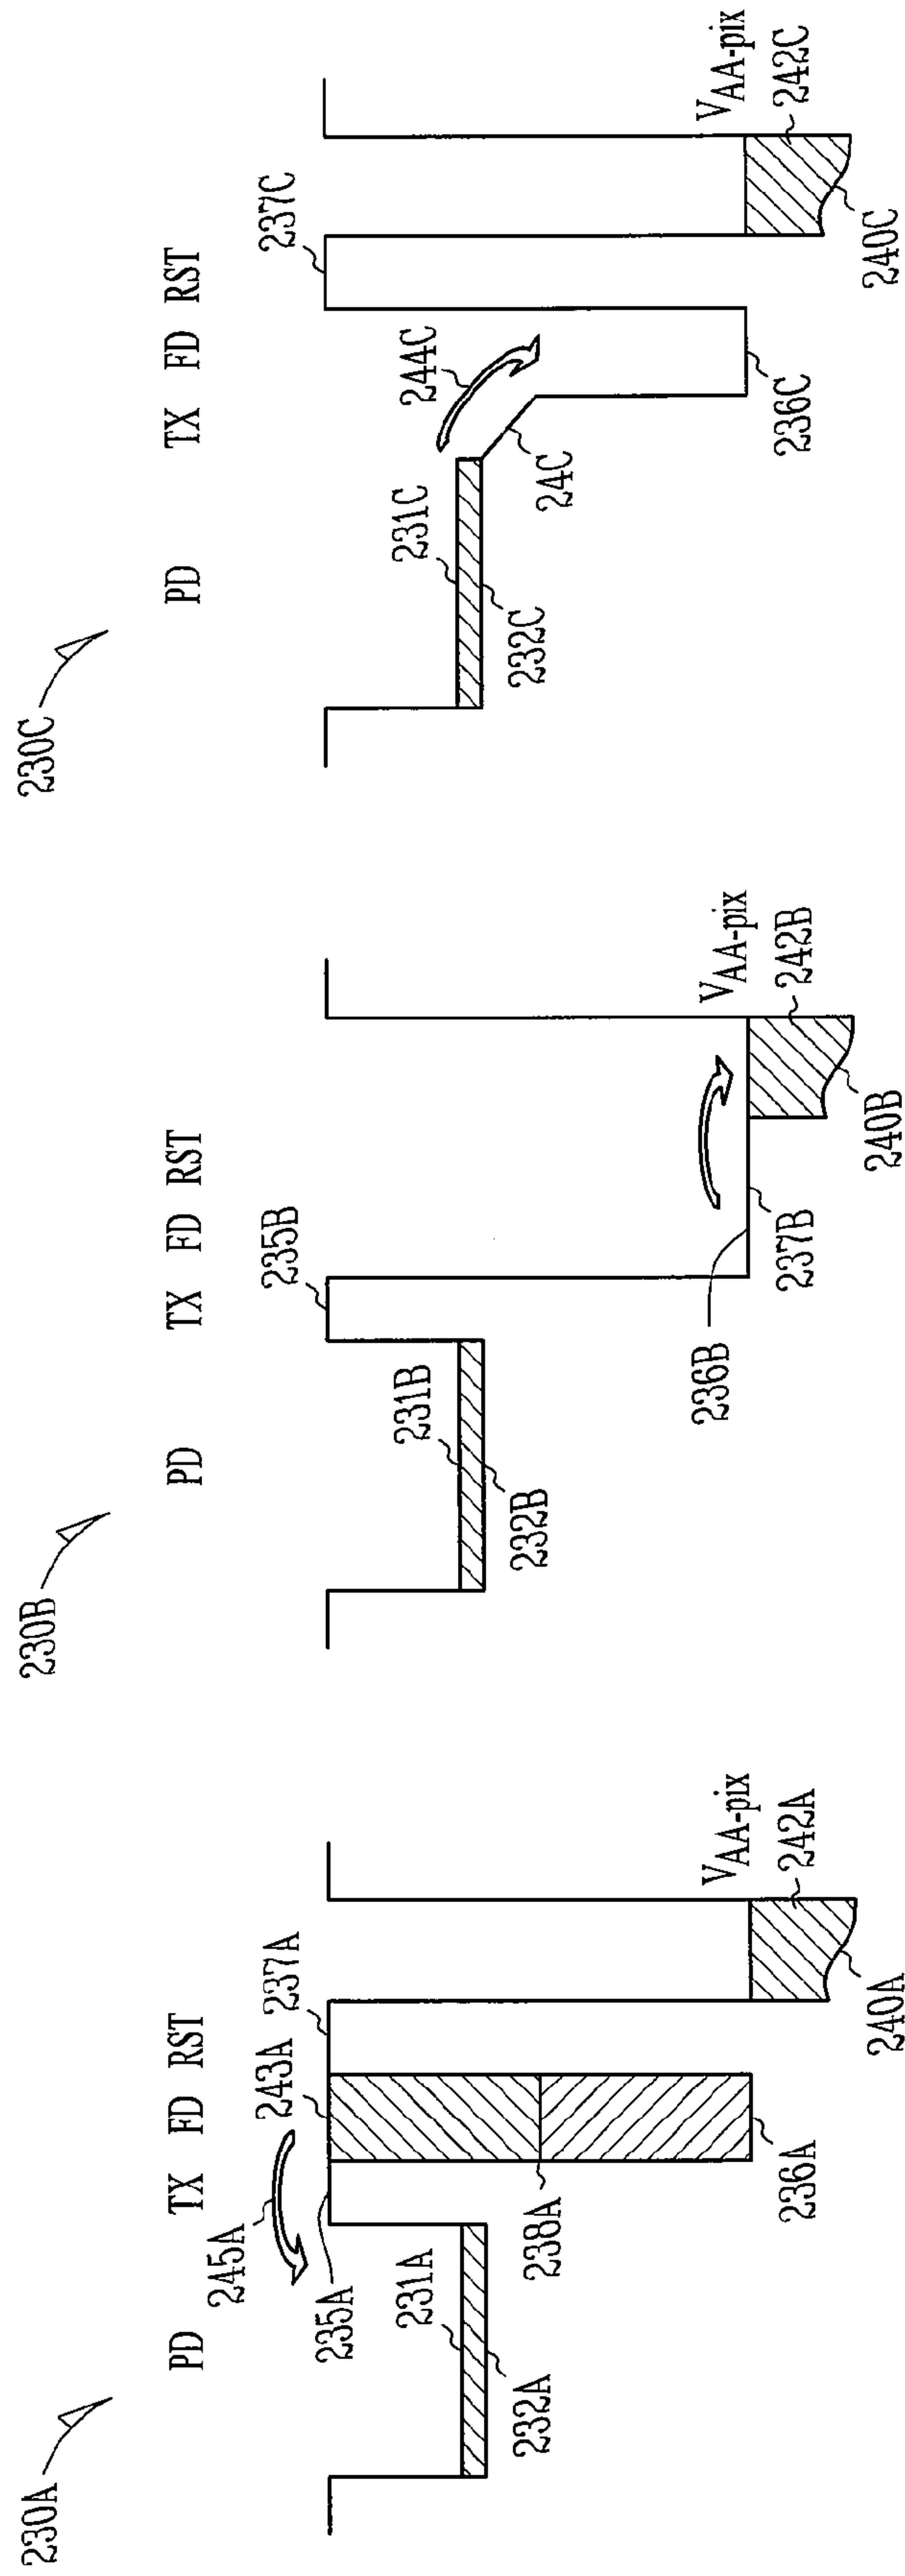 230A
PD TX FD RST
245A
243A
237A
235A
231A
232A
238A
236A
VAA-pix
242A
240A
230B
PD TX FD RST
235B
231B
232B
236B
237B
VAA-pix
242B
240B
230C
PD TX FD RST
237C
244C
231C
232C
24C
236C
VAA-pix
242C
240C